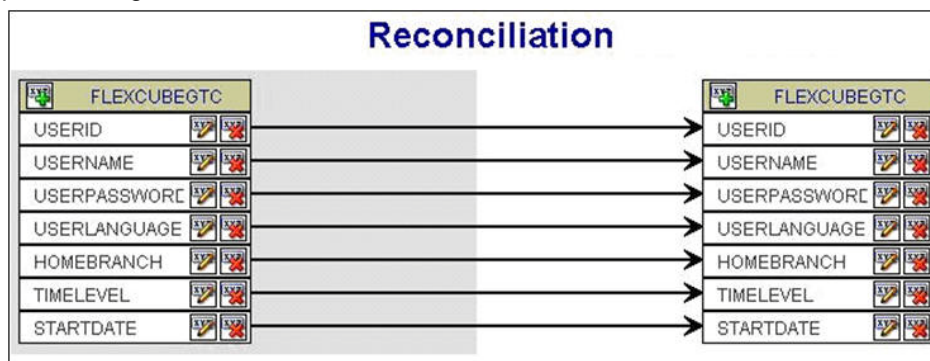 Reconciliation
FLEXCUBEGTC FLEXCUBEGTC
USERID USERID
USERNAME USERNAME
USERPASSWORD USERPASSWORD
USERLANGUAGE USERLANGUAGE
HOMEBRANCH HOMEBRANCH
TIMELEVEL TIMELEVEL
STARTDATE STARTDATE